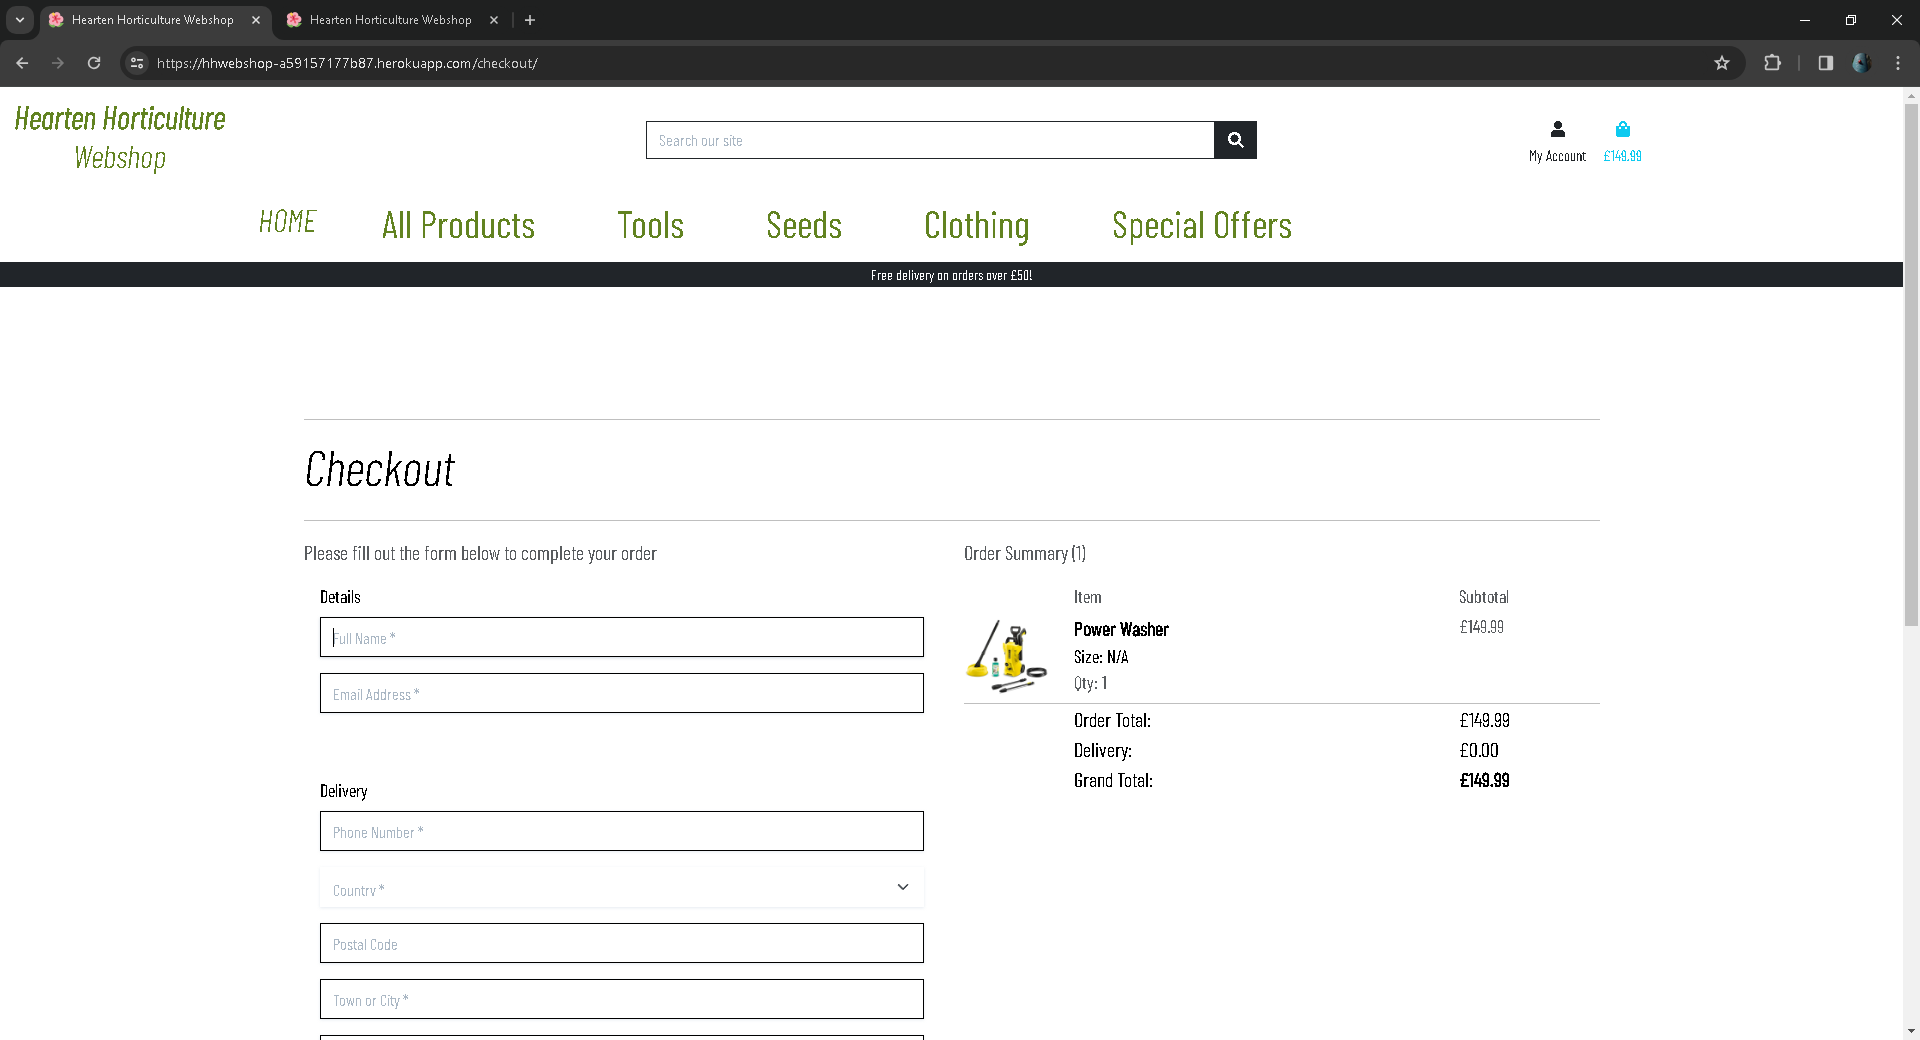 Hearten Horticulture Webshop
Hearten Horticulture Webshop
https://hhwebshop-a59157177b87.herokuapp.com/checkout/
Hearten Horticulture
Webshop
Search our site
My Account
£149.99
HOME
All Products
Tools
Seeds
Clothing
Special Offers
Free delivery on orders over £50!
Checkout
Please fill out the form below to complete your order
Details
Full Name *
Email Address *
Delivery
Phone Number *
Country *
Postal Code
Town or City *
Order Summary (1)
Item
Subtotal
Power Washer
£149.99
Size: N/A
Qty: 1
Order Total:
£149.99
Delivery:
£0.00
Grand Total:
£149.99